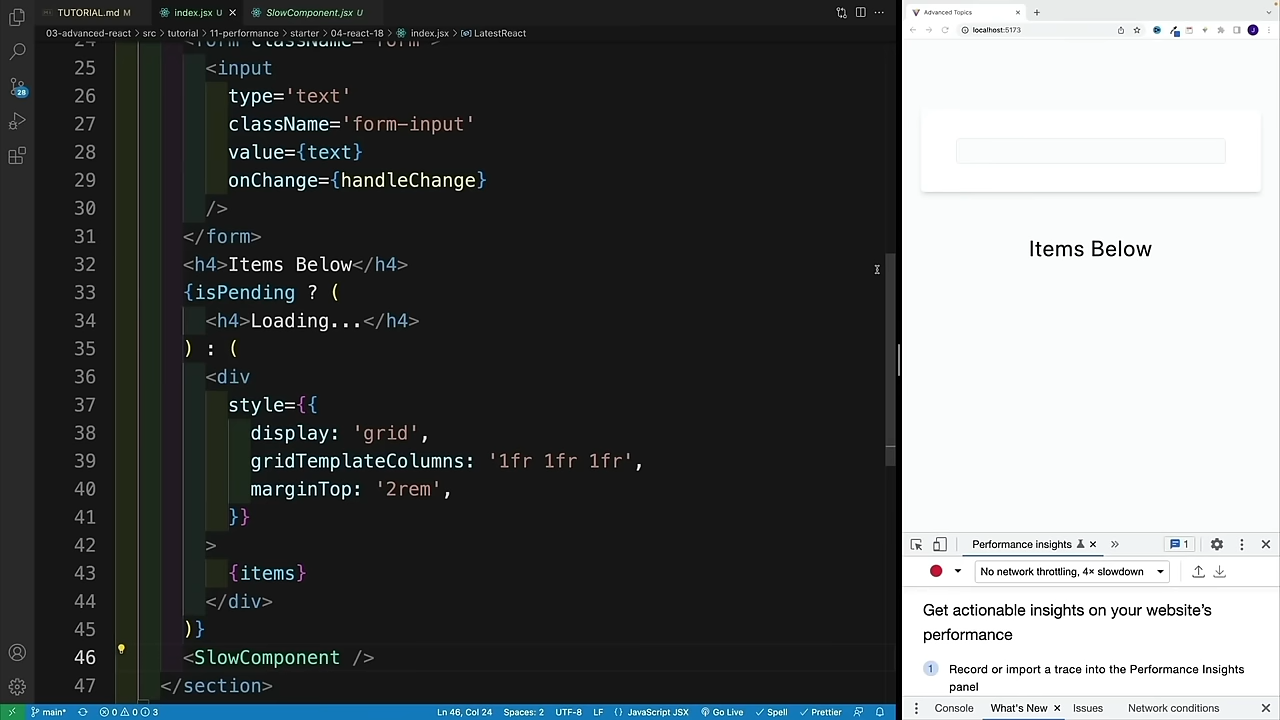 TUTORIAL.md M
index.jsx U
SlowComponent.jsx U
03-advanced-react > src > tutorial > 11-performance > starter > 04-react-18 > index.jsx > LatestReact
25 <input
26 type='text'
27 className='form-input'
28 value={text}
29 onChange={handleChange}
30 />
31 </form>
32 <h4>Items Below</h4>
33 {isPending ? (
34 <h4>Loading...</h4>
35 ) : (
36 <div
37 style={{
38 display: 'grid',
39 gridTemplateColumns: '1fr 1fr 1fr',
40 marginTop: '2rem',
41 }}
42 >
43 {items}
44 </div>
45 )}
46 <SlowComponent />
47 </section>
28
main* 0 0 3 Ln 46, Col 24 Spaces: 2 UTF-8 LF { } JavaScript JSX Go Live Spell Prettier
Advanced Topics
localhost:5173
J
Items Below
Performance insights 1
No network throttling, 4× slowdown
Get actionable insights on your website's
performance
1 Record or import a trace into the Performance Insights
panel
Console What's New Issues Network conditions